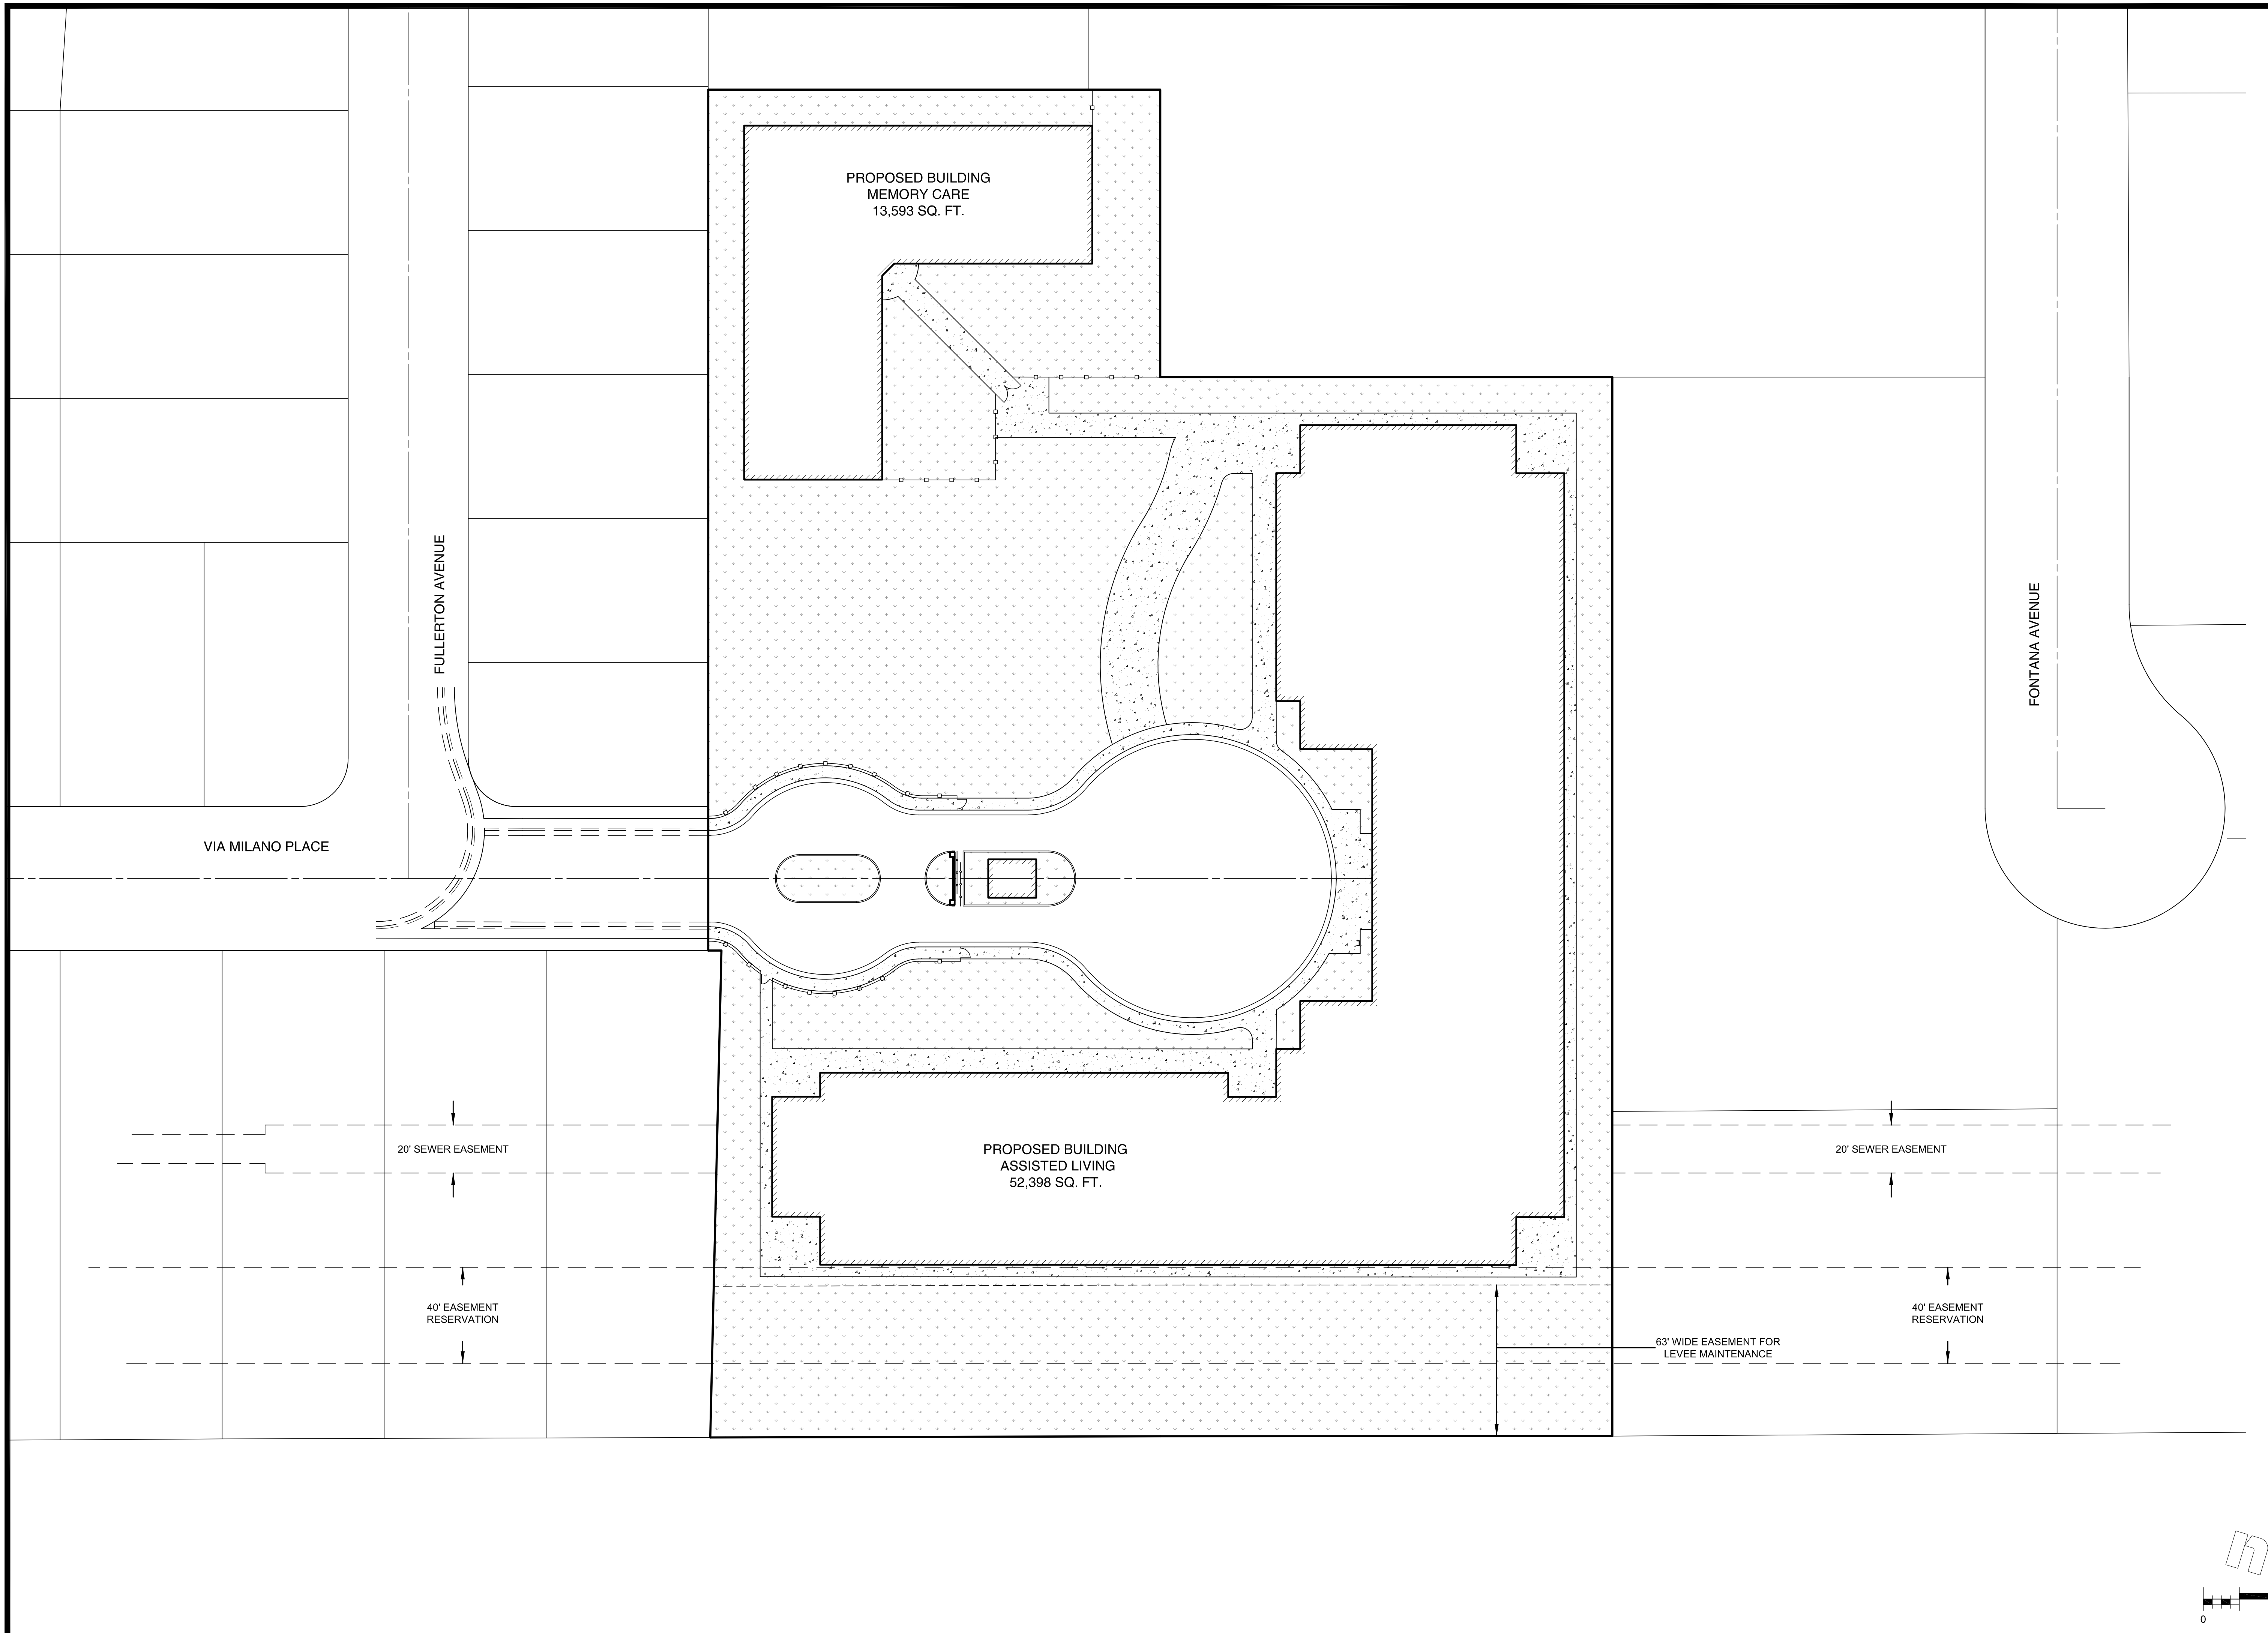 PROPOSED BUILDING
MEMORY CARE
13,593 SQ. FT.
FULLERTON AVENUE
FONTANA AVENUE
VIA MILANO PLACE
PROPOSED BUILDING
ASSISTED LIVING
52,398 SQ. FT.
20' SEWER EASEMENT
20' SEWER EASEMENT
40' EASEMENT
RESERVATION
40' EASEMENT
RESERVATION
63' WIDE EASEMENT FOR
LEVEE MAINTENANCE
n
0